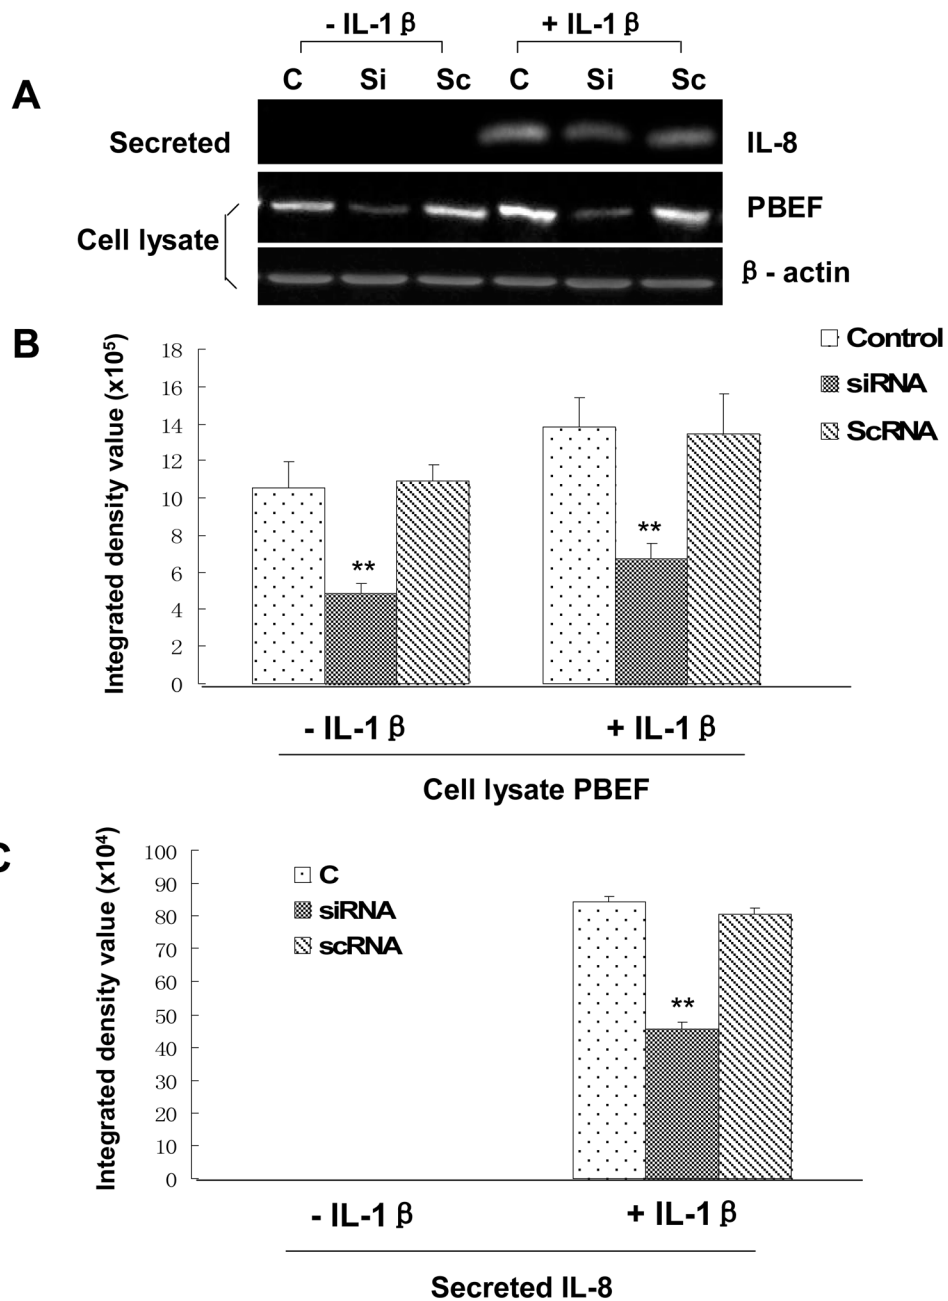 - IL-1 β + IL-1 β
C Si Sc C Si Sc
A
Secreted IL-8
PBEF
Cell lysate
β - actin
B
Integrated density value (x10⁵)
18
16
14
12
10
8
6
4
2
0
** **
Control
siRNA
ScRNA
- IL-1 β + IL-1 β
Cell lysate PBEF
C
Integrated density value (x10⁴)
100
90
80
70
60
50
40
30
20
10
0
C
siRNA
scRNA
**
- IL-1 β + IL-1 β
Secreted IL-8